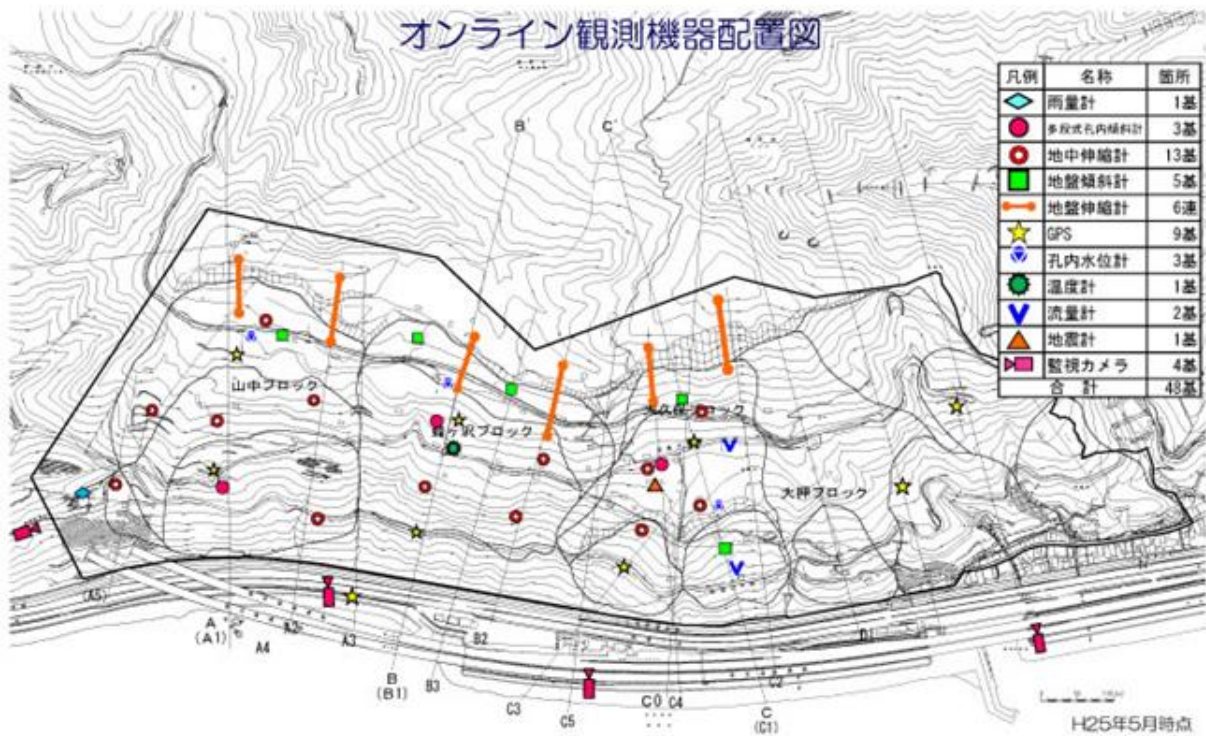 オンライン観測機器配置図
凡例 名称 箇所
雨量計 1基
多段式孔内傾斜計 3基
地中伸縮計 13基
地盤傾斜計 5基
地盤伸縮計 6連
GPS 9基
孔内水位計 3基
温度計 1基
流量計 2基
地震計 1基
監視カメラ 4基
合計 48基
B'
C'
山中ブロック
大押ブロック
(A5)
A
(A1)
A4
A2
A3
B
(B1)
B3
B2
C3
C5
C0
C4
C2
C
(C1)
D1
H25年5月時点